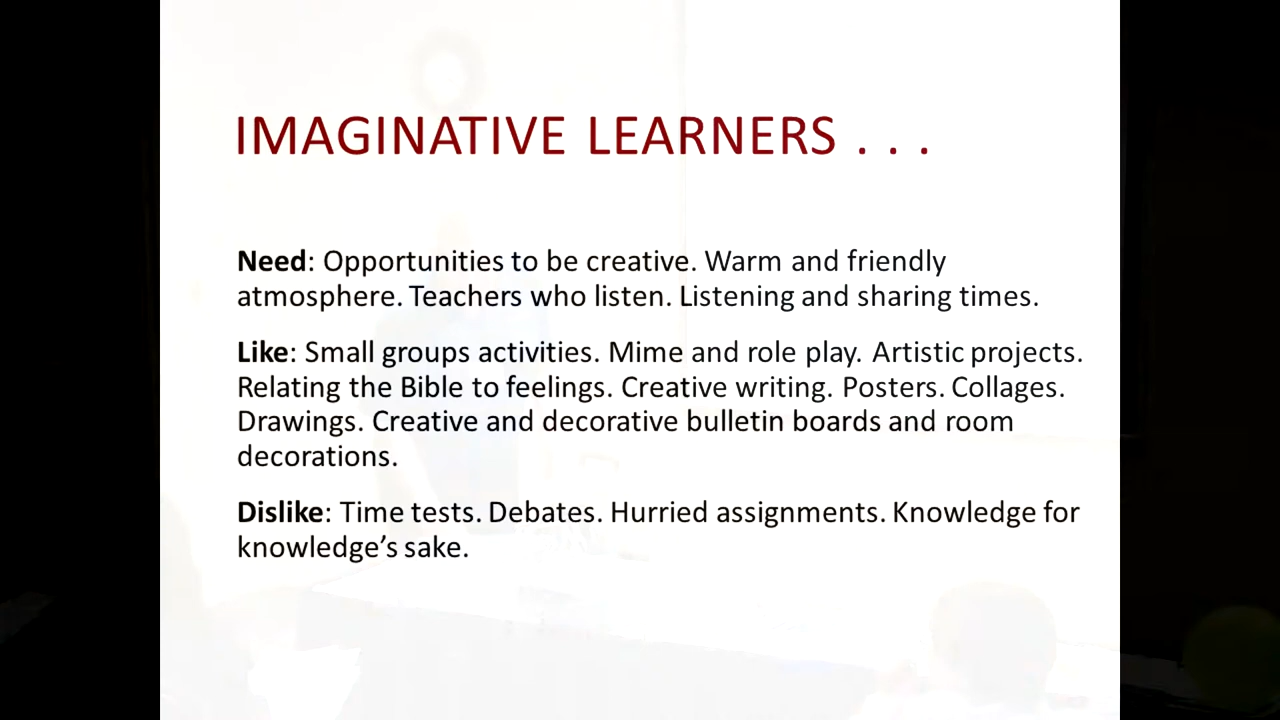 IMAGINATIVE LEARNERS . . .
Need: Opportunities to be creative. Warm and friendly
atmosphere. Teachers who listen. Listening and sharing times.
Like: Small groups activities. Mime and role play. Artistic projects.
Relating the Bible to feelings. Creative writing. Posters. Collages.
Drawings. Creative and decorative bulletin boards and room
decorations.
Dislike: Time tests. Debates. Hurried assignments. Knowledge for
knowledge’s sake.